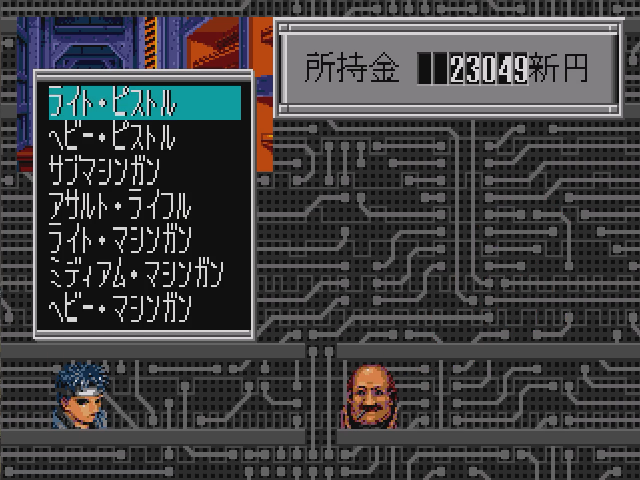 所持金 23049新円
ライト・ピストル
ヘビー・ピストル
サブマシンガン
アサルト・ライフル
ライト・マシンガン
ミディアム・マシンガン
ヘビー・マシンガン